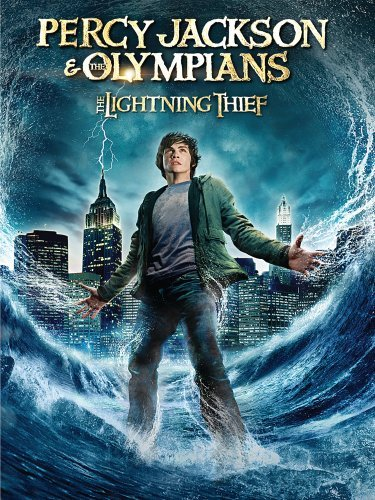 PERCY JACKSON
& THE OLYMPIANS
THE LIGHTNING THIEF